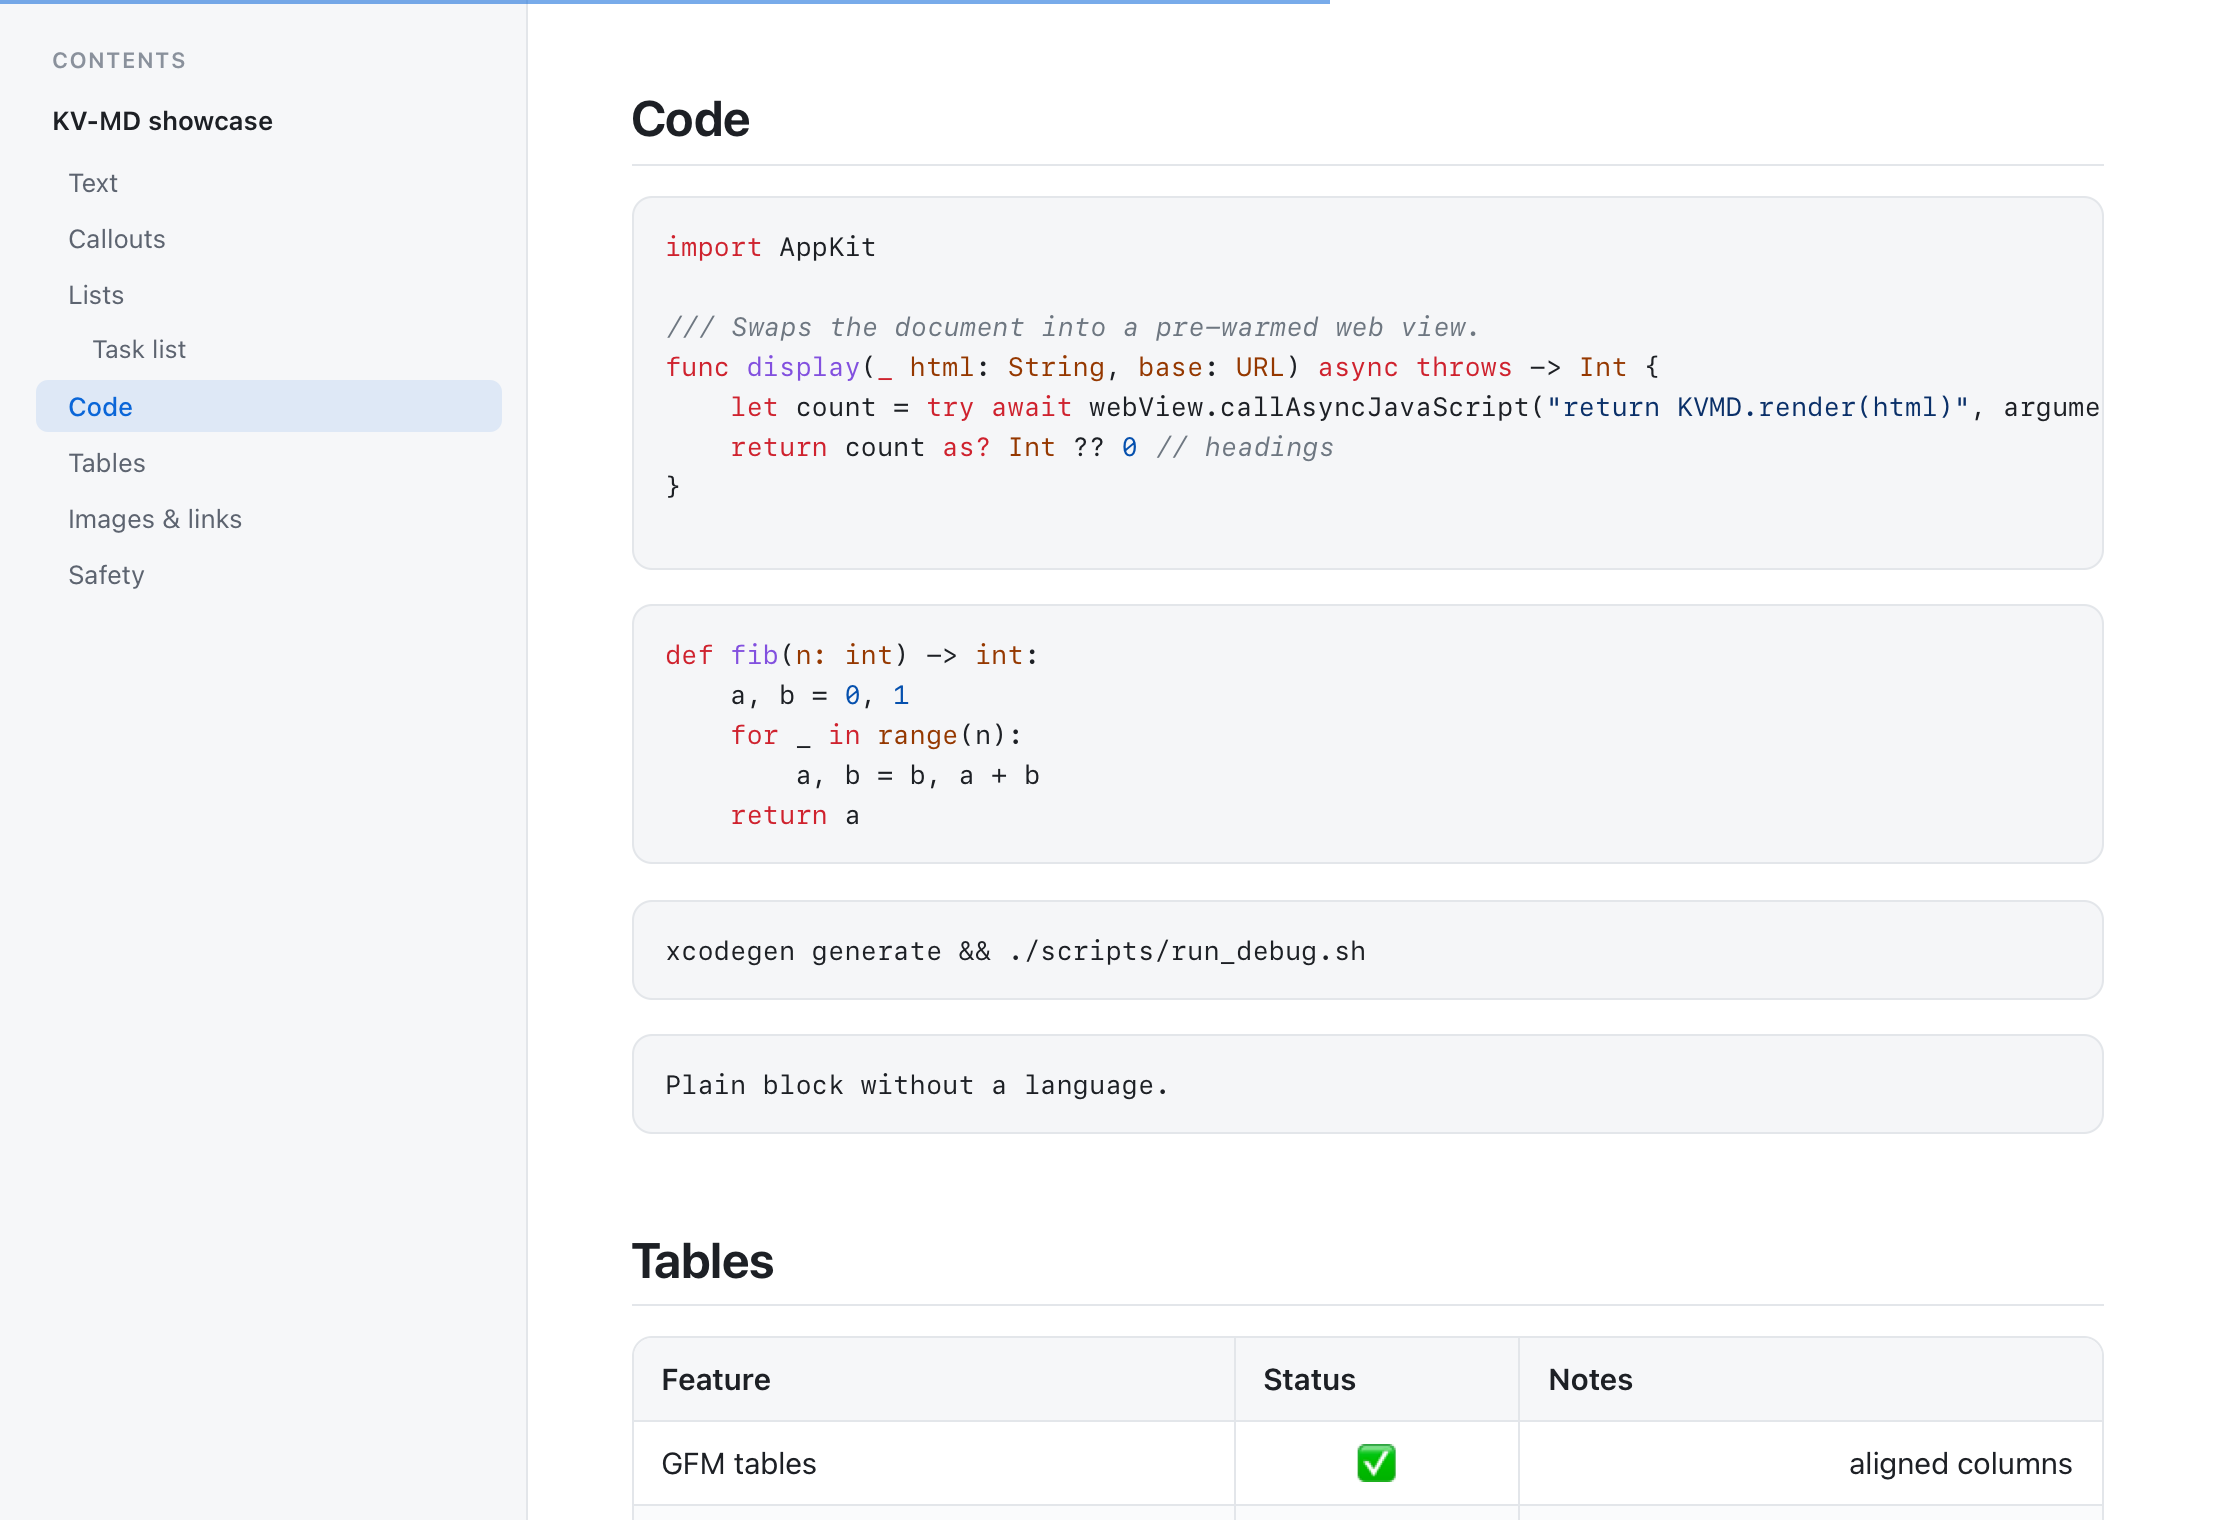 CONTENTS
KV-MD showcase
Text
Callouts
Lists
Task list
Code
Tables
Images & links
Safety
Code
import AppKit
/// Swaps the document into a pre-warmed web view.
func display(_ html: String, base: URL) async throws -> Int {
    let count = try await webView.callAsyncJavaScript("return KVMD.render(html)", argume
    return count as? Int ?? 0 // headings
}
def fib(n: int) -> int:
    a, b = 0, 1
    for _ in range(n):
        a, b = b, a + b
    return a
xcodegen generate && ./scripts/run_debug.sh
Plain block without a language.
Tables
Feature Status Notes
GFM tables ✅ aligned columns